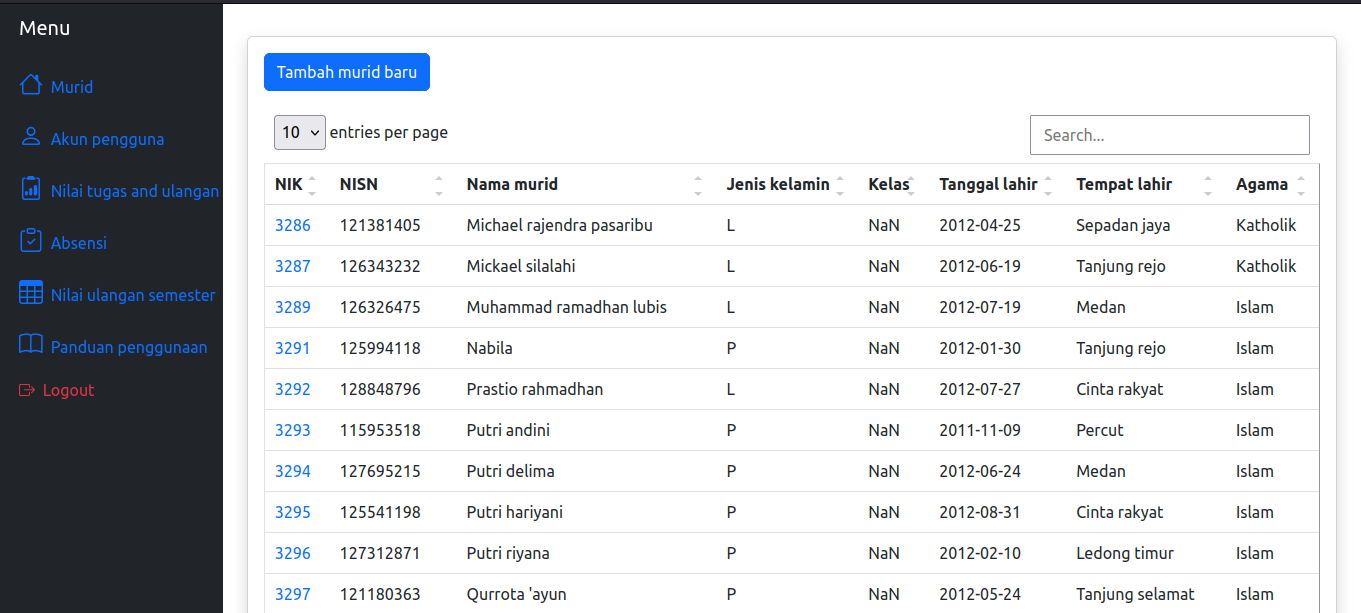 Menu
Murid
Akun pengguna
Nilai tugas and ulangan
Absensi
Nilai ulangan semester
Panduan penggunaan
Logout
Tambah murid baru
10 entries per page
Search...
NIK NISN Nama murid Jenis kelamin Kelas Tanggal lahir Tempat lahir Agama
3286 121381405 Michael rajendra pasaribu L NaN 2012-04-25 Sepadan jaya Katholik
3287 126343232 Mickael silalahi L NaN 2012-06-19 Tanjung rejo Katholik
3289 126326475 Muhammad ramadhan lubis L NaN 2012-07-19 Medan Islam
3291 125994118 Nabila P NaN 2012-01-30 Tanjung rejo Islam
3292 128848796 Prastio rahmadhan L NaN 2012-07-27 Cinta rakyat Islam
3293 115953518 Putri andini P NaN 2011-11-09 Percut Islam
3294 127695215 Putri delima P NaN 2012-06-24 Medan Islam
3295 125541198 Putri hariyani P NaN 2012-08-31 Cinta rakyat Islam
3296 127312871 Putri riyana P NaN 2012-02-10 Ledong timur Islam
3297 121180363 Qurrota 'ayun P NaN 2012-05-24 Tanjung selamat Islam